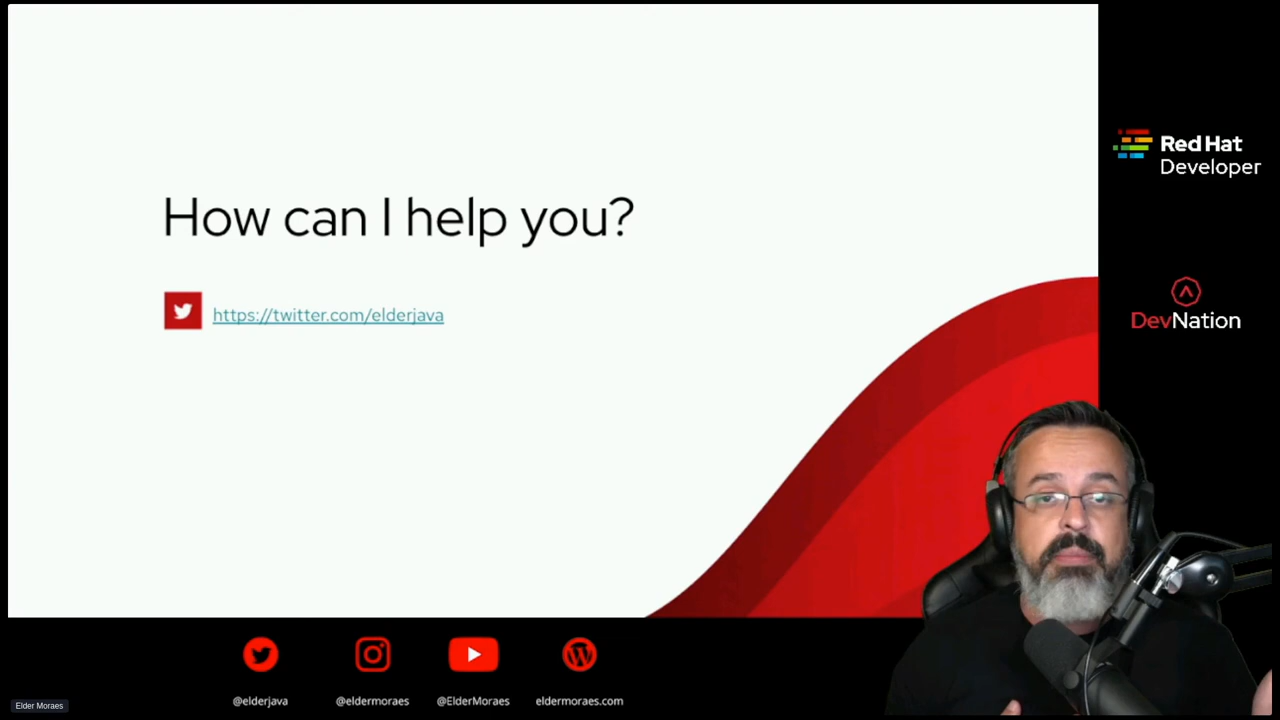 How can I help you?
https://twitter.com/elderjava
Red Hat
Developer
DevNation
@elderjava
@eldermoraes
@ElderMoraes
eldermoraes.com
Elder Moraes